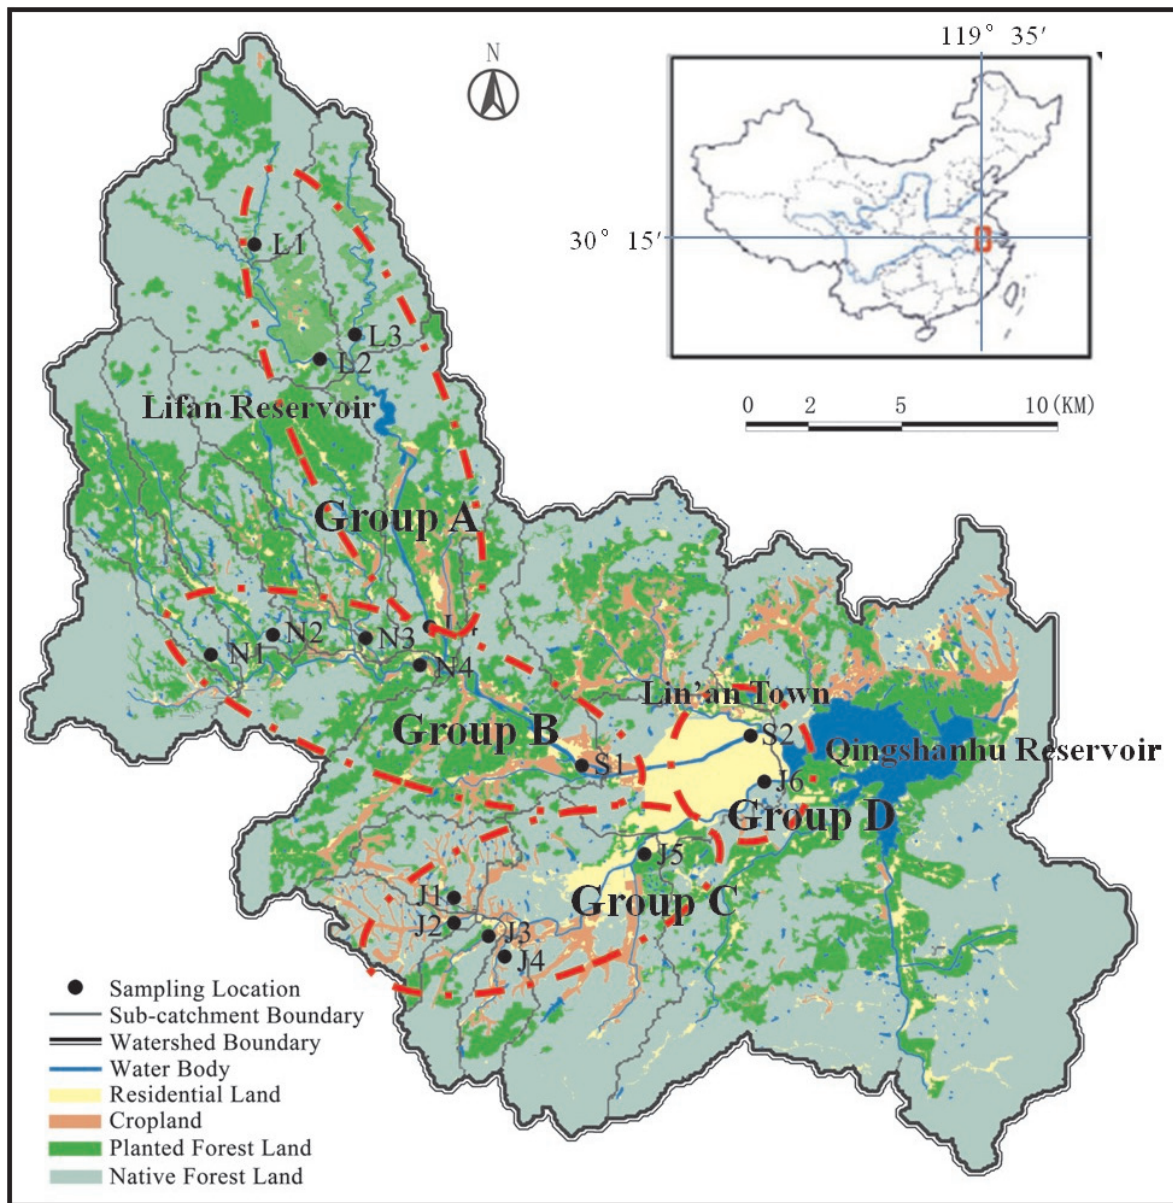 119° 35′
N
30° 15′
L1
L3
L2
Lifan Reservoir
0 2 5 10(KM)
Group A
N2
N3
N1
N4
Lin'an Town
Group B
S2
Qingshanhu Reservoir
S1
J6
Group D
J5
J1
Group C
J2
J3
J4
Sampling Location
Sub-catchment Boundary
Watershed Boundary
Water Body
Residential Land
Cropland
Planted Forest Land
Native Forest Land